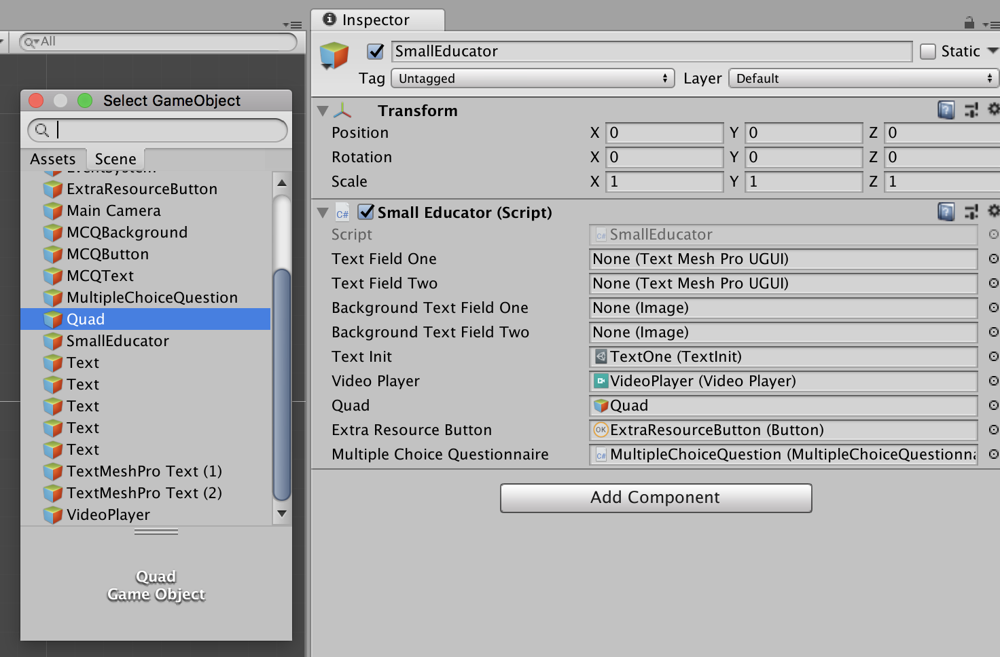 Inspector
All
SmallEducator
Static
Tag Untagged Layer Default
Select GameObject
Assets Scene
EventSystem
ExtraResourceButton
Main Camera
MCQBackground
MCQButton
MCQText
MultipleChoiceQuestion
Quad
SmallEducator
Text
Text
Text
Text
Text
TextMeshPro Text (1)
TextMeshPro Text (2)
VideoPlayer
Quad
Game Object
Transform
Position X 0 Y 0 Z 0
Rotation X 0 Y 0 Z 0
Scale X 1 Y 1 Z 1
C# Small Educator (Script)
Script C# SmallEducator
Text Field One None (Text Mesh Pro UGUI)
Text Field Two None (Text Mesh Pro UGUI)
Background Text Field One None (Image)
Background Text Field Two None (Image)
Text Init TextOne (TextInit)
Video Player VideoPlayer (Video Player)
Quad Quad
Extra Resource Button OK ExtraResourceButton (Button)
Multiple Choice Questionnaire C# MultipleChoiceQuestion (MultipleChoiceQuestionna
Add Component